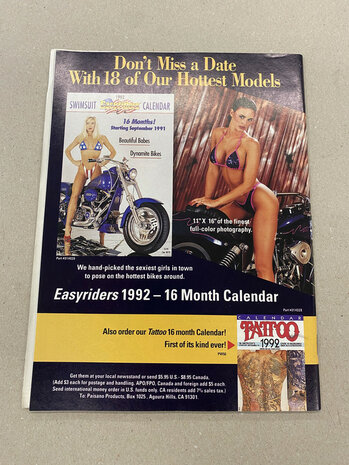 Don't Miss a Date
With 18 of Our Hottest Models
1992
SWIMSUIT
CALENDAR
16 Months!
Starting September 1991
Beautiful Babes
Dynamite Bikes
11" X 16" of the finest
full-color photography.
We hand-picked the sexiest girls in town
to pose on the hottest bikes around.
Easyriders 1992 – 16 Month Calendar
Also order our Tattoo 16 month Calendar!
First of its kind ever!
CALENDAR
TATTOO
1992
Get them at your local newsstand or send $5.95 U.S - $8.95 Canada.
(Add $3 each for postage and handling. APO/FPO, Canada and foreign add $5 each.
Send international money order in U.S. funds only. CA residents add 7¾ sales tax.)
To: Paisano Products, Box 1025, Agoura Hills, CA 91301.